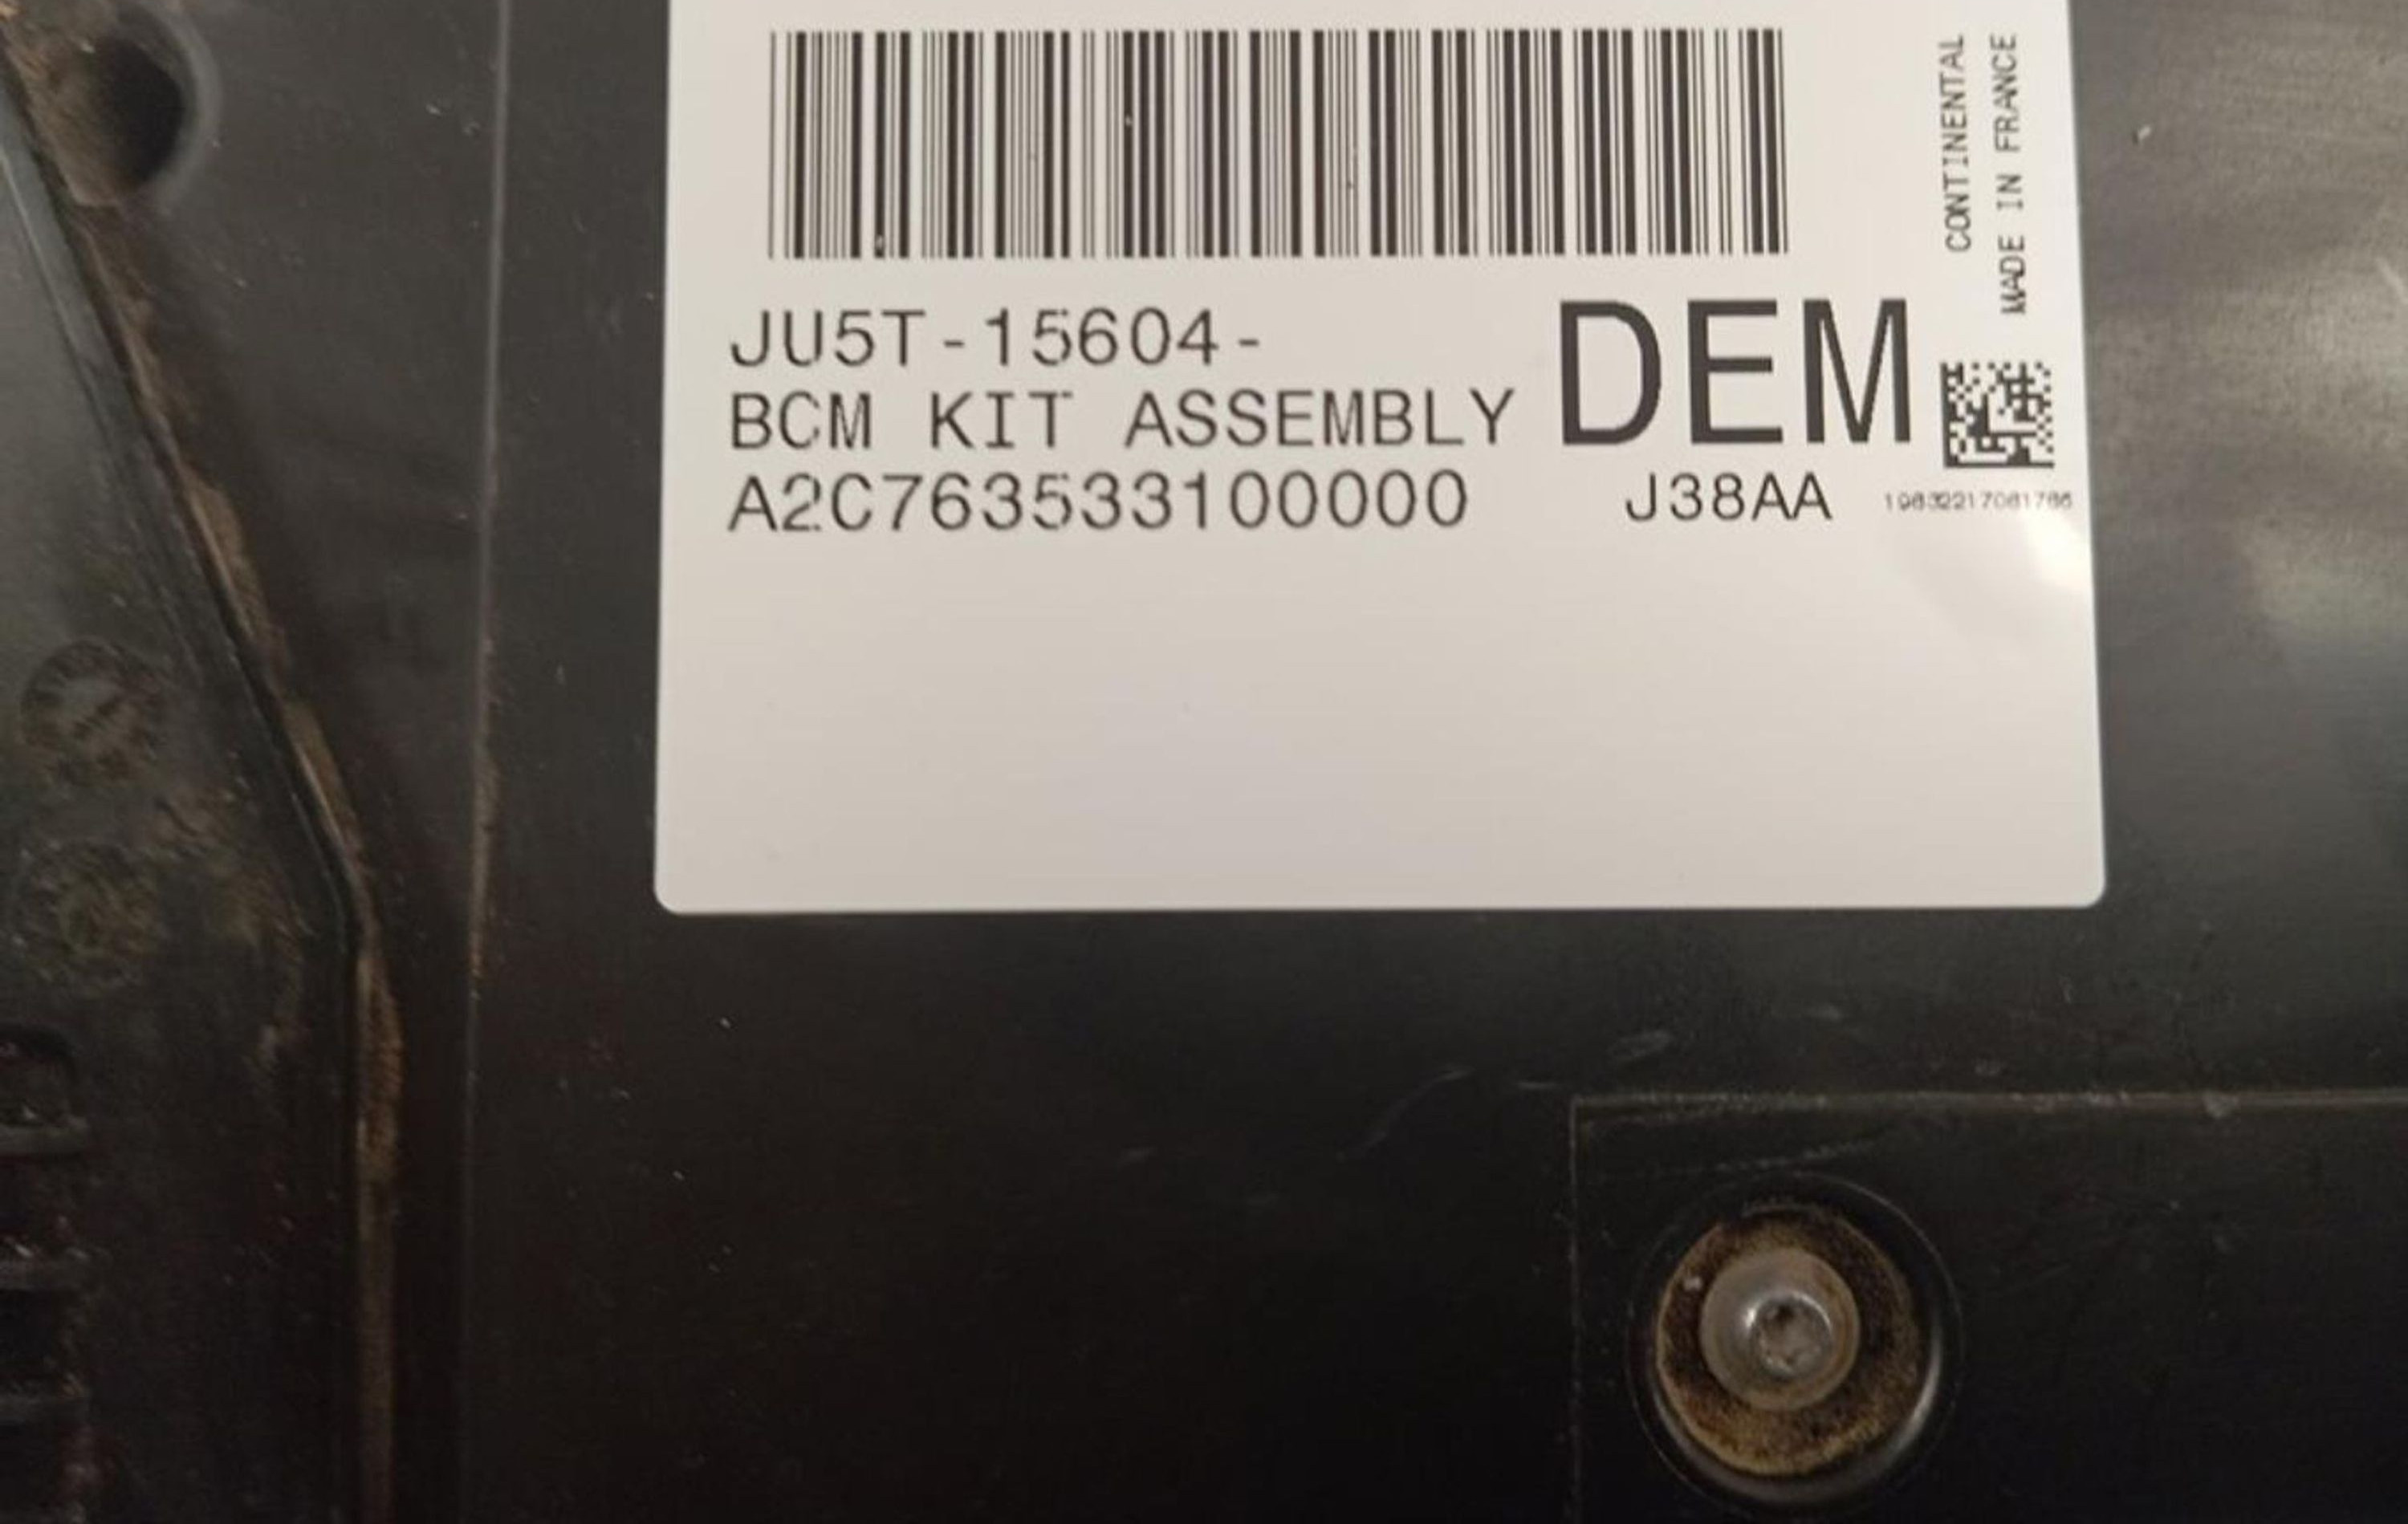 JU5T-15604-
BCM KIT ASSEMBLY
A2C763533100000
DEM
J38AA
CONTINENTAL
MADE IN FRANCE